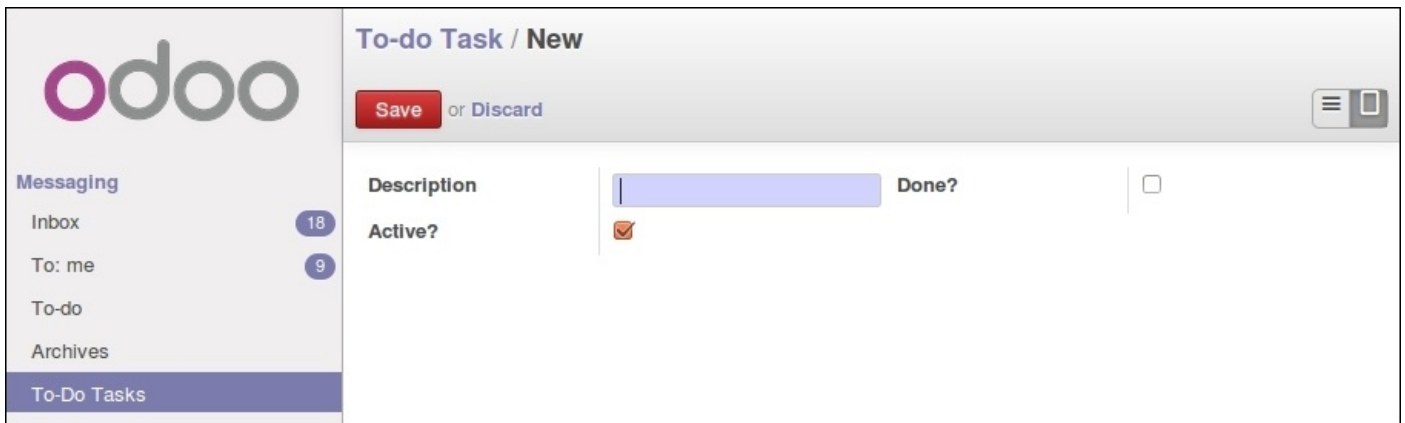 odoo
Messaging
Inbox 18
To: me 9
To-do
Archives
To-Do Tasks
To-do Task / New
Save or Discard
Description Done?
Active?